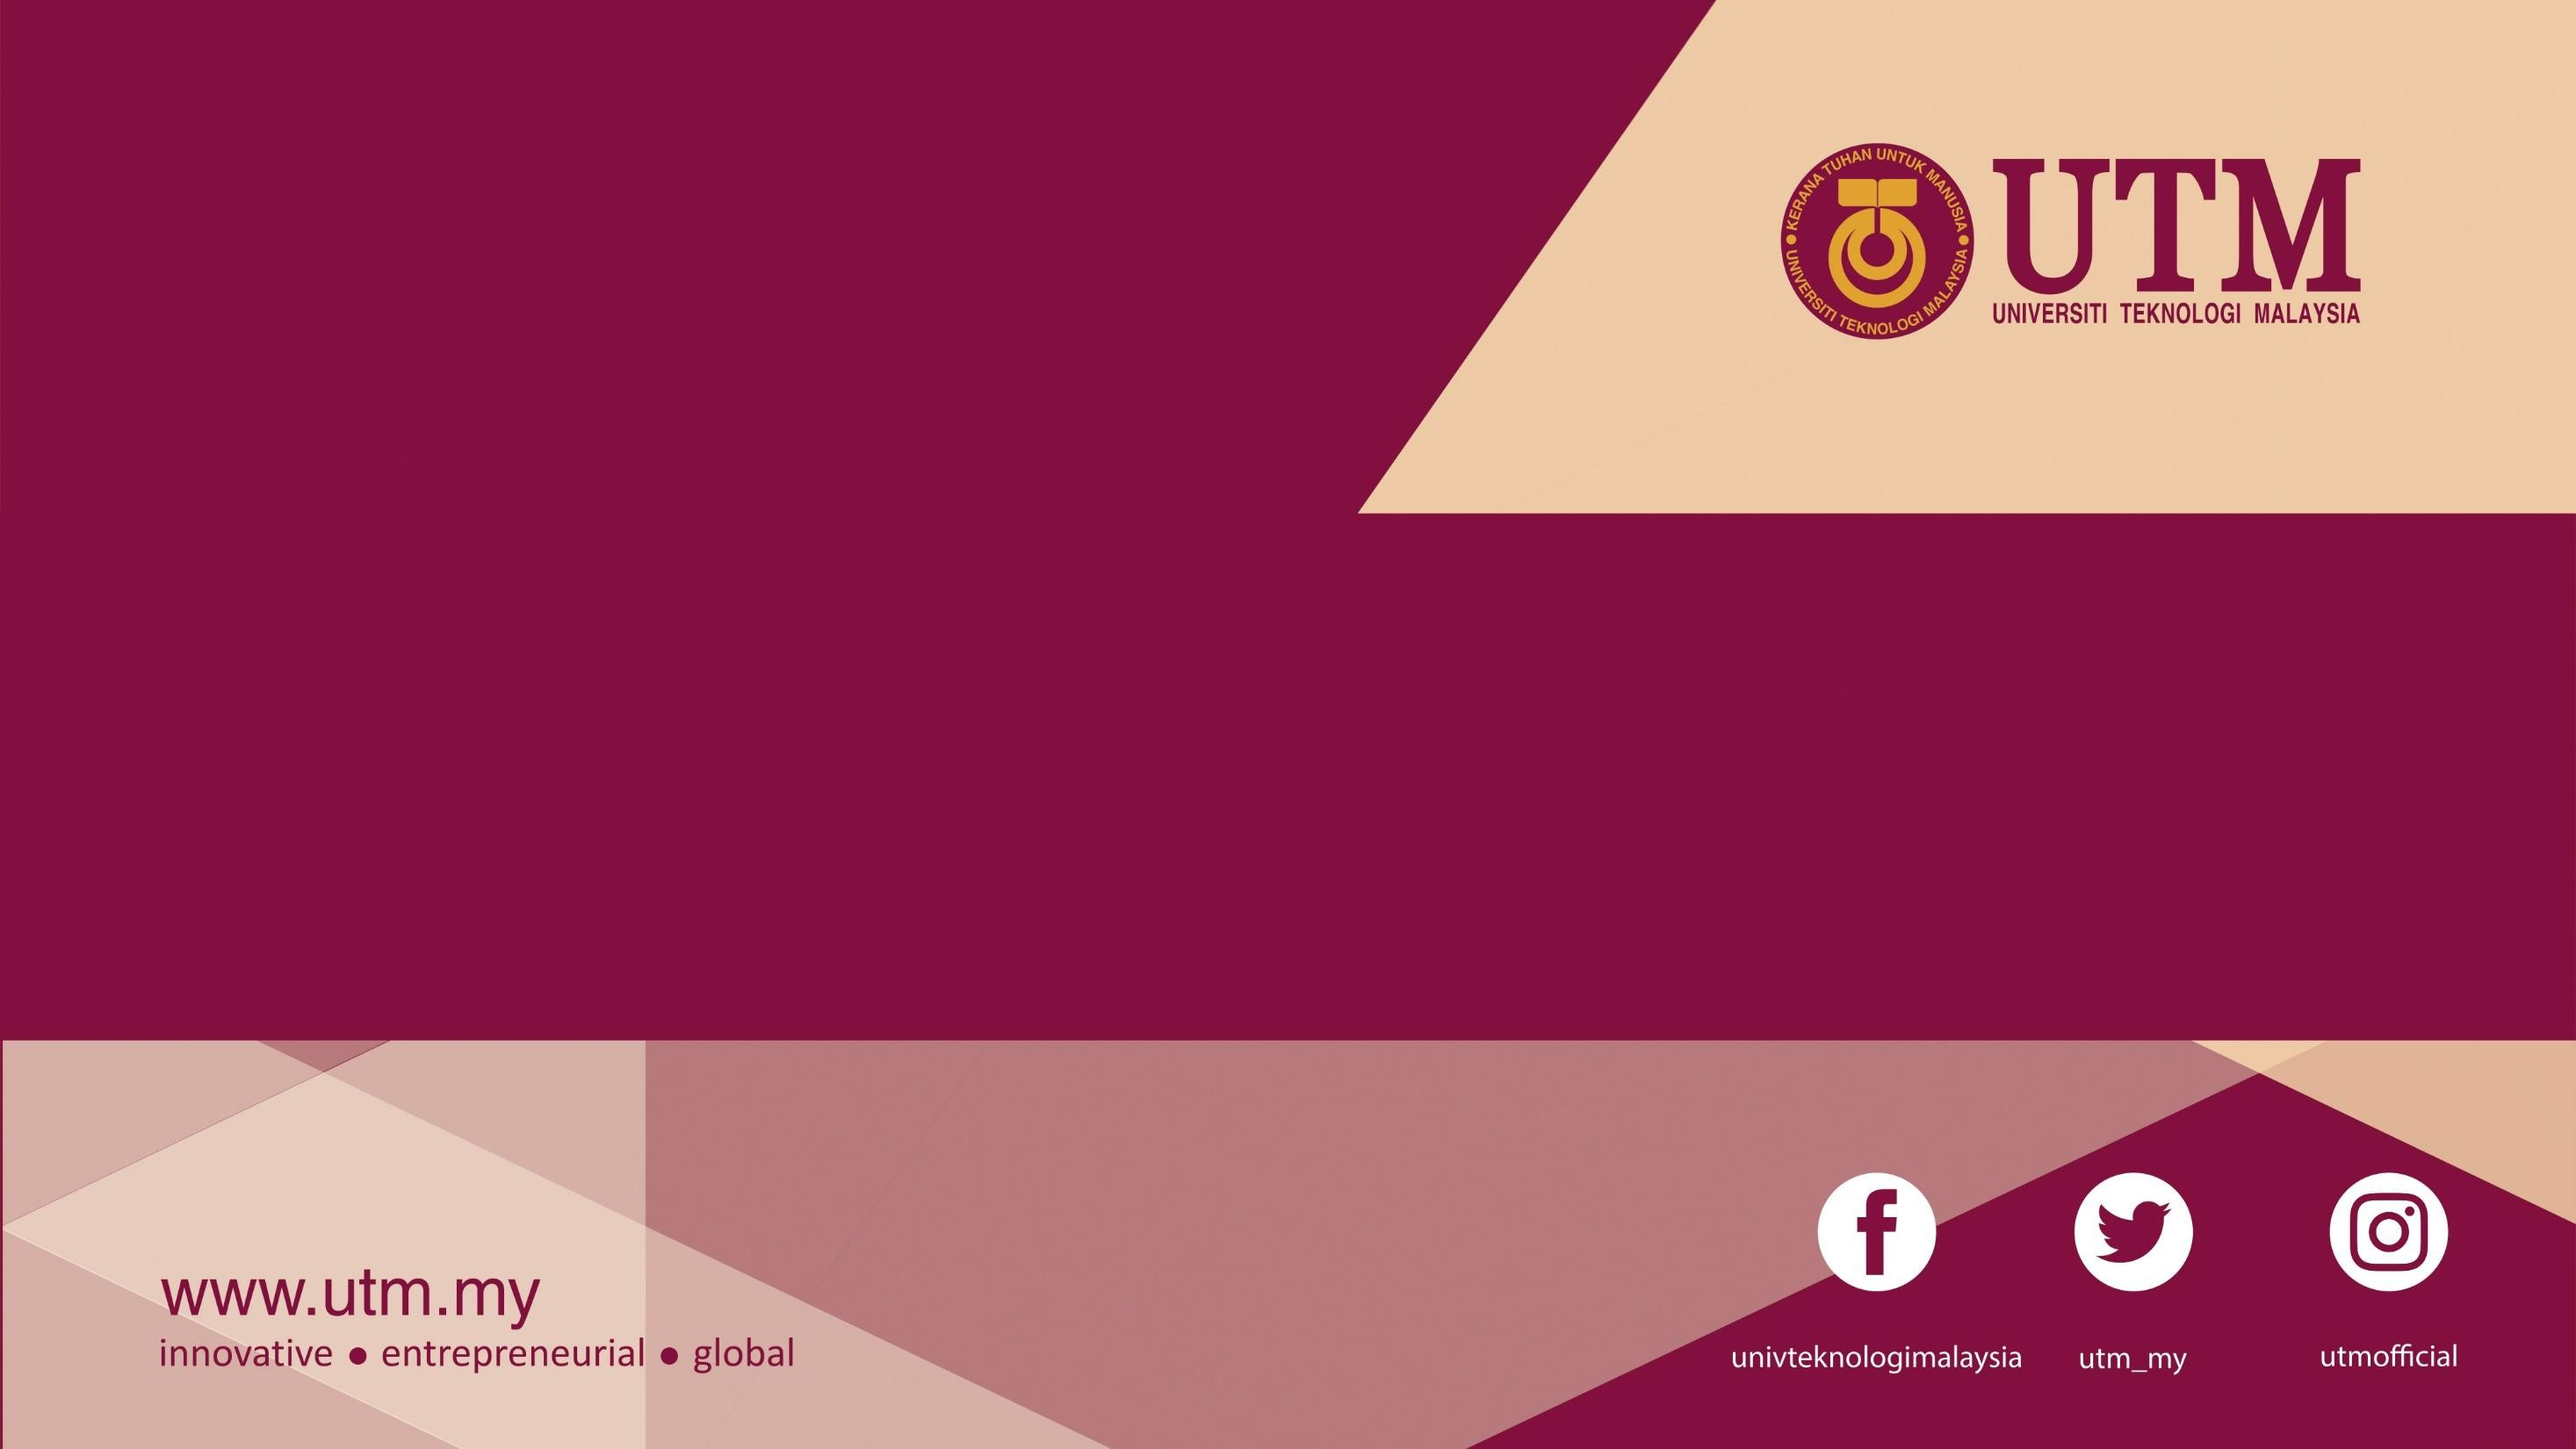 KERANA TUHAN UNTUK MANUSIA
UNIVERSITI TEKNOLOGI MALAYSIA
UTM
UNIVERSITI TEKNOLOGI MALAYSIA
www.utm.my
innovative ● entrepreneurial ● global
univteknologimalaysia
utm_my
utmofficial